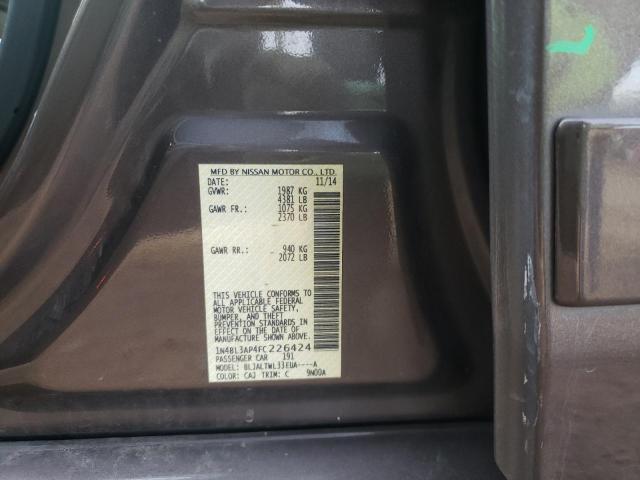 MFD BY NISSAN MOTOR CO., LTD.
DATE: 11/14
GVWR: 1987 KG
4381 LB
GAWR FR.: 1075 KG
2370 LB
GAWR RR.: 940 KG
2072 LB
THIS VEHICLE CONFORMS TO
ALL APPLICABLE FEDERAL
MOTOR VEHICLE SAFETY,
BUMPER, AND THEFT
PREVENTION STANDARDS
IN EFFECT ON THE DATE OF
MANUFACTURE SHOWN ABOVE.
1N4BL3AP4FC226424
PASSENGER CAR 191
MODEL: BLJALTWL33EUA----A
COLOR: CAJ TRIM: C 9N00A